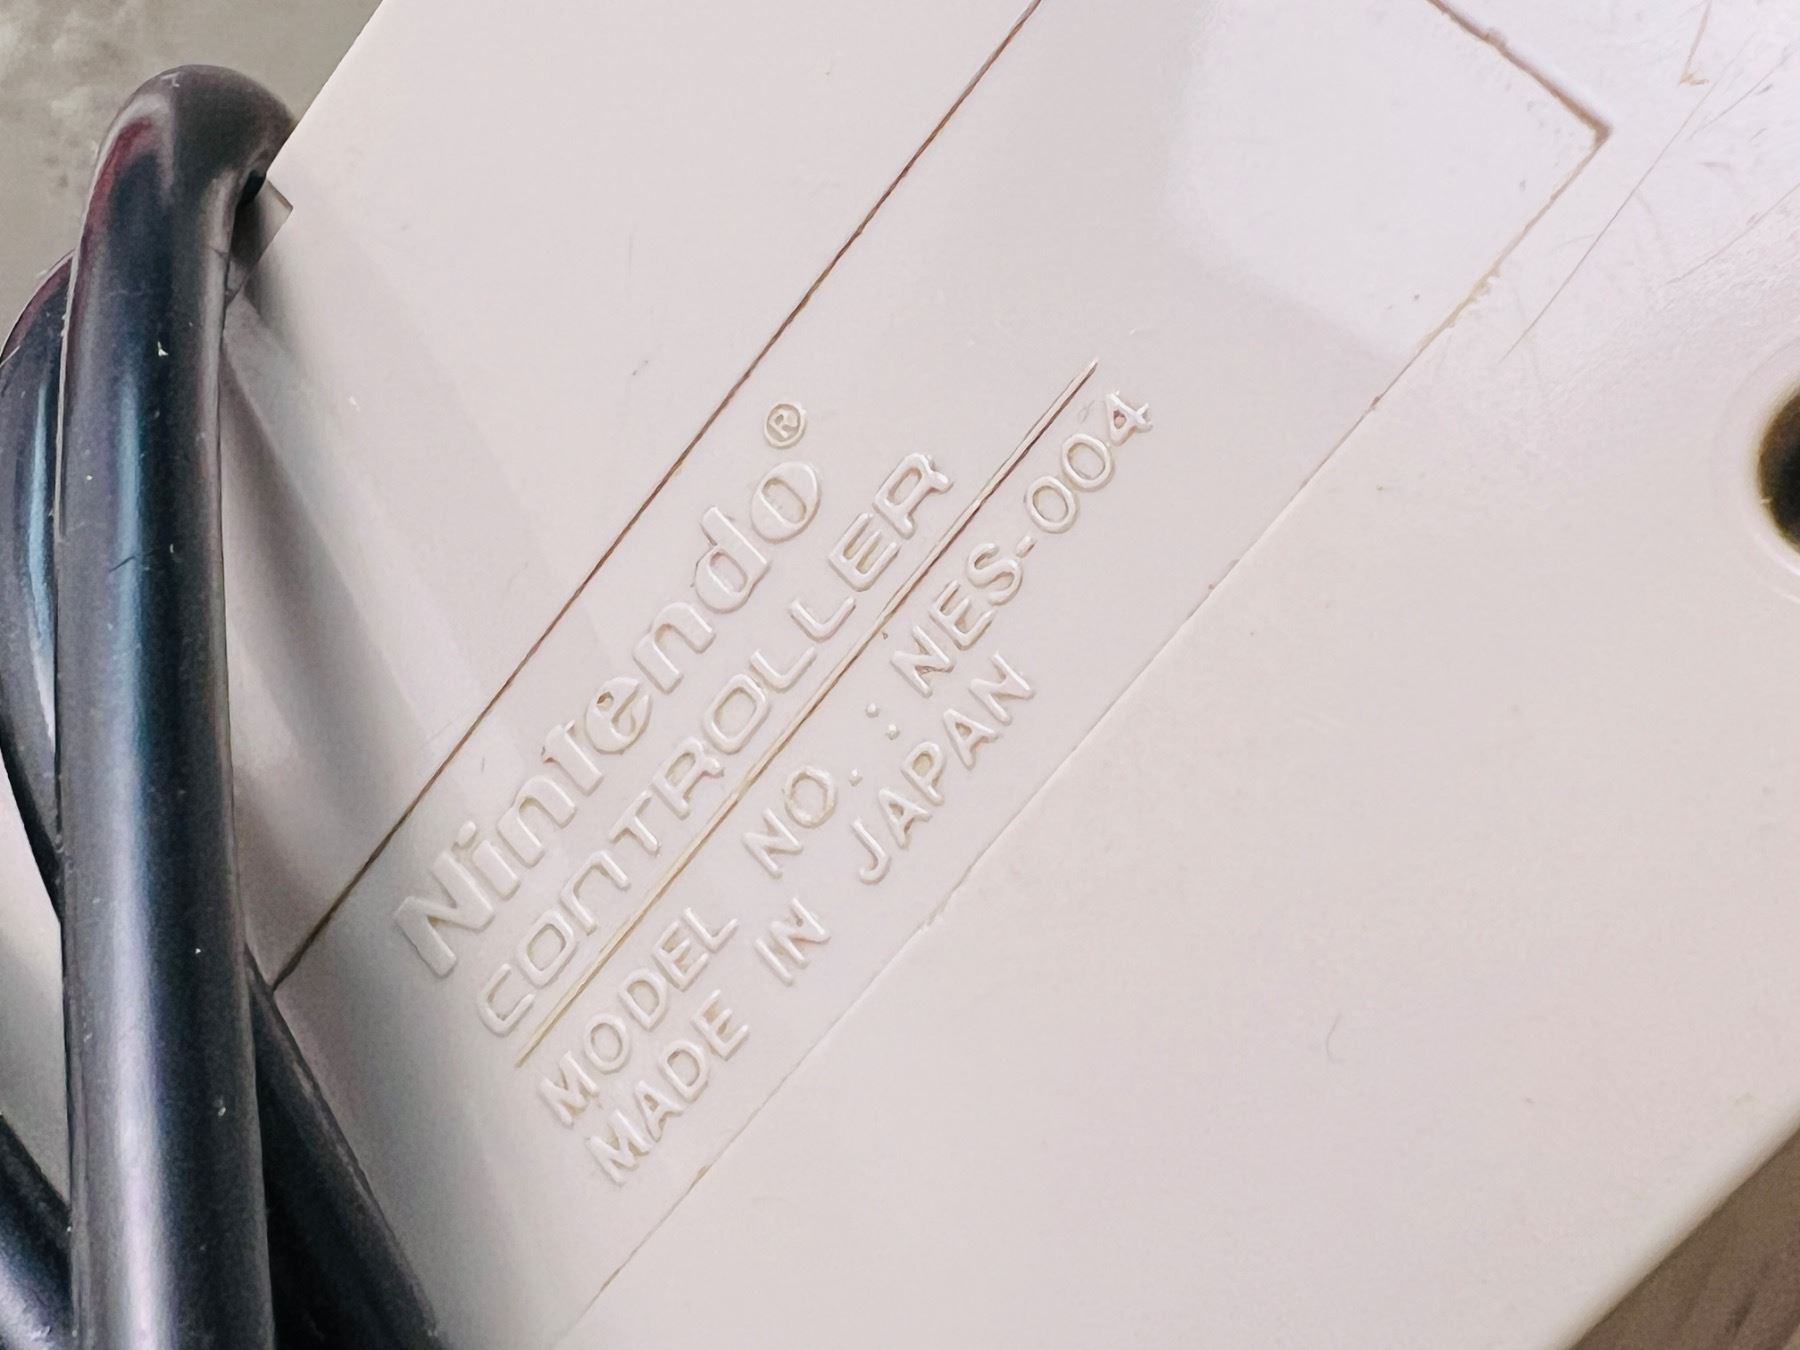 Nintendo®
CONTROLLER
MODEL NO.: NES-004
MADE IN JAPAN